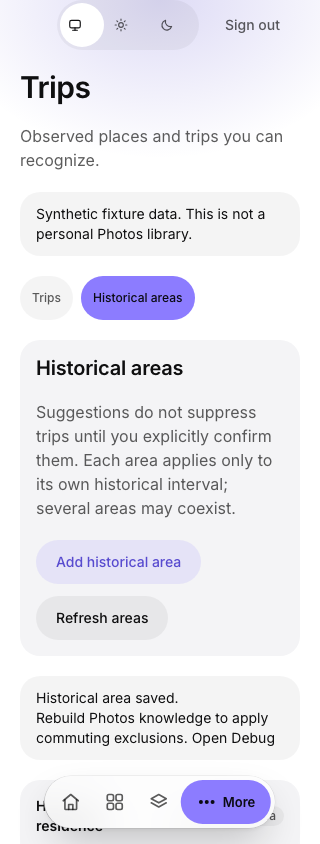 Sign out
Trips
Observed places and trips you can
recognize.
Synthetic fixture data. This is not a
personal Photos library.
Trips
Historical areas
Historical areas
Suggestions do not suppress
trips until you explicitly confirm
them. Each area applies only to
its own historical interval;
several areas may coexist.
Add historical area
Refresh areas
Historical area saved.
Rebuild Photos knowledge to apply
commuting exclusions. Open Debug
More
residence